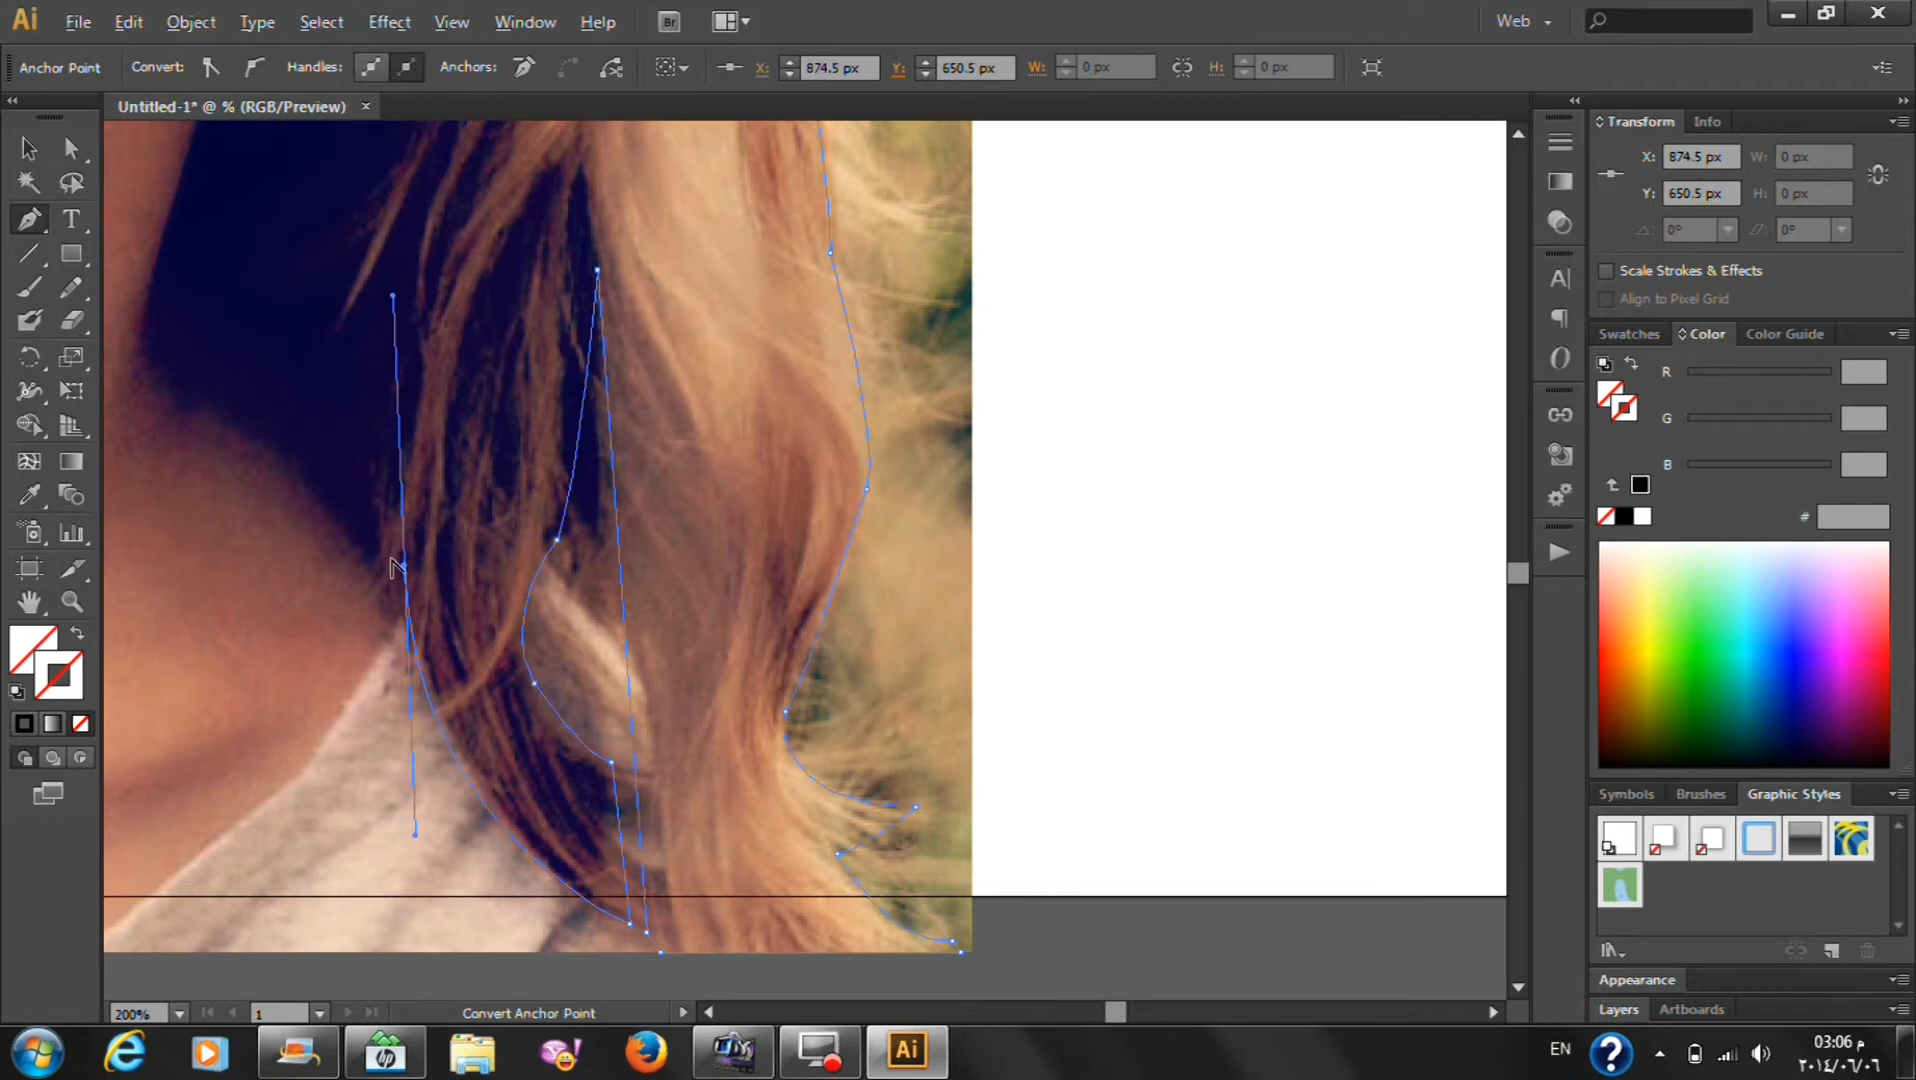 Ai File Edit Object Type Select Effect View Window Help Br Web
Anchor Point Convert: Handles: Anchors: X: 874.5 px Y: 650.5 px W: 0 px H: 0 px
Untitled-1* @ % (RGB/Preview)
Transform Info
X: 874.5 px W: 0 px
Y: 650.5 px H: 0 px
0° 0°
Scale Strokes & Effects
Align to Pixel Grid
Swatches Color Color Guide
R
G
B
#
Symbols Brushes Graphic Styles
Appearance
Layers Artboards
200% 1 Convert Anchor Point
hp Ai EN ? 03:06 م
٢٠١٤/٠٦/٠٦